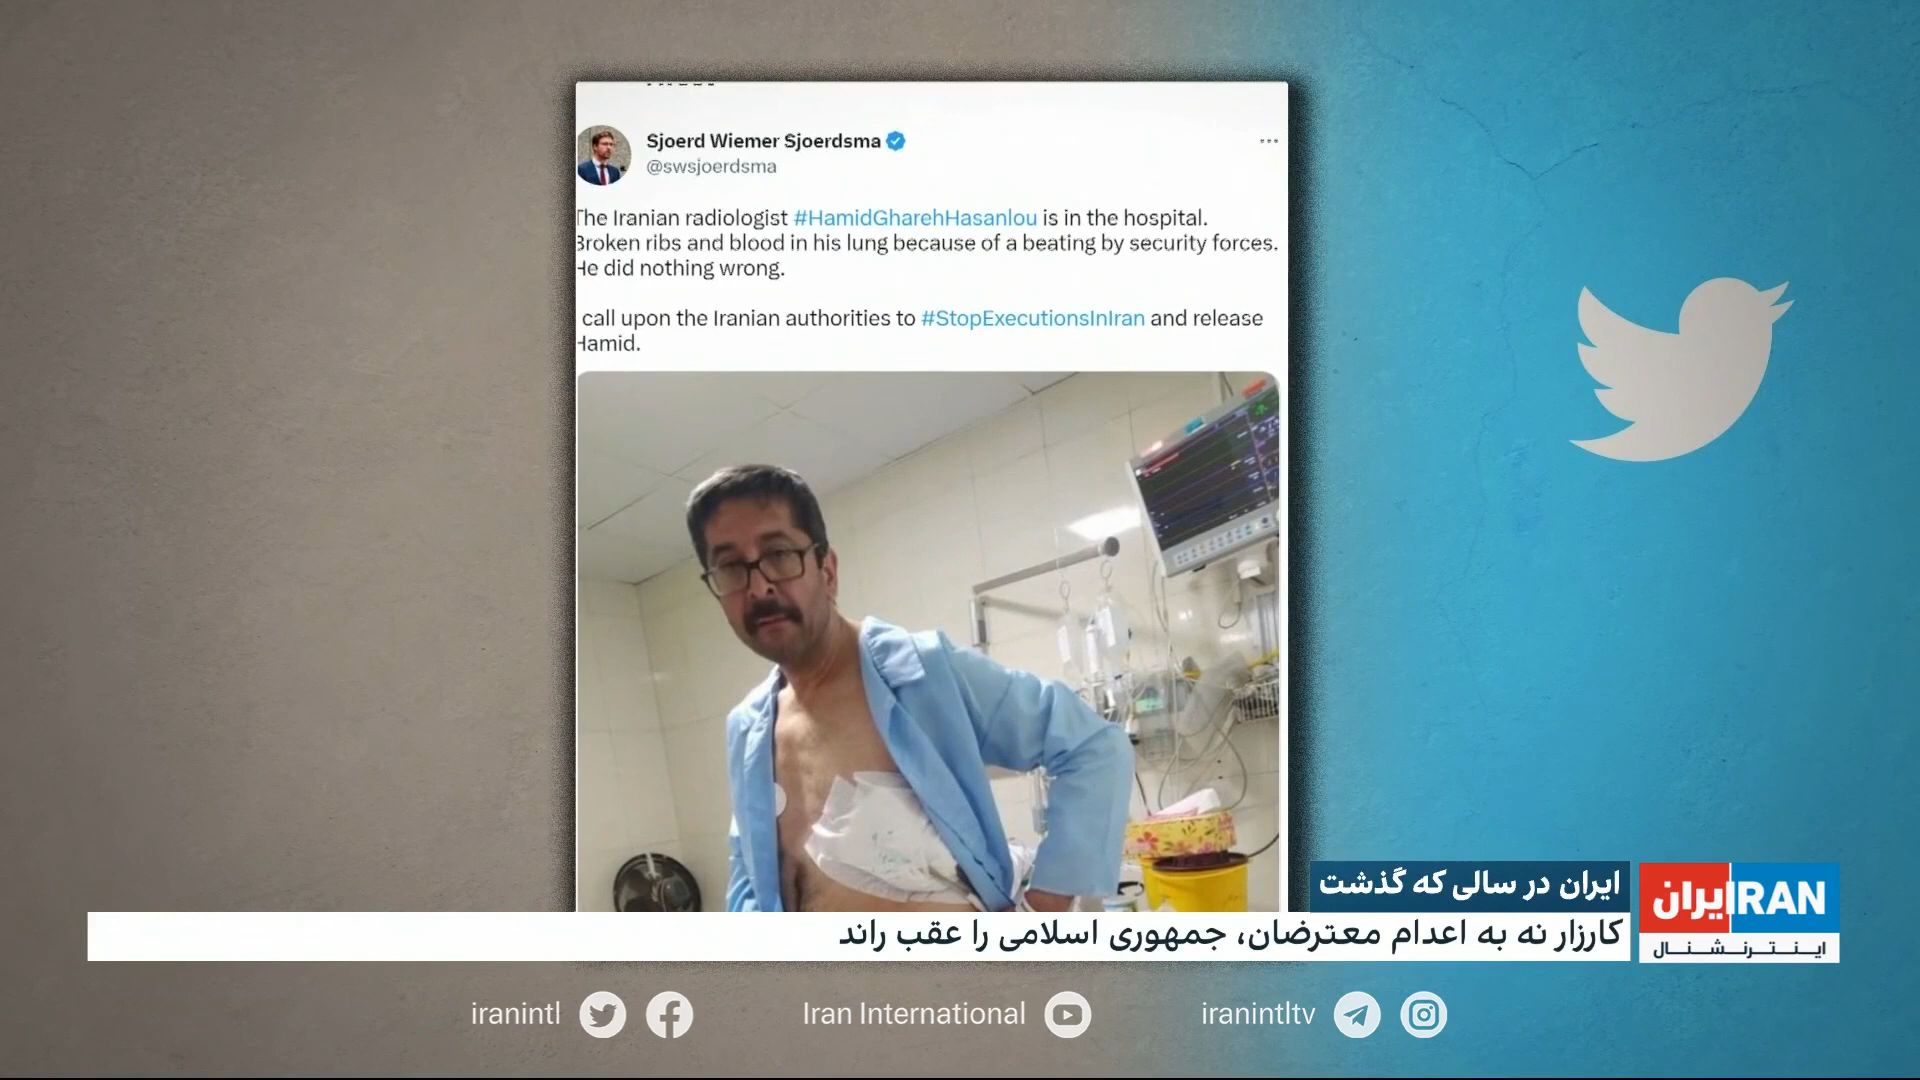 Sjoerd Wiemer Sjoerdsma
@swsjoerdsma
The Iranian radiologist #HamidGharehHasanlou is in the hospital.
Broken ribs and blood in his lung because of a beating by security forces.
He did nothing wrong.
call upon the Iranian authorities to #StopExecutionsInIran and release
Hamid.
ایران در سالی که گذشت
کارزار نه به اعدام معترضان، جمهوری اسلامی را عقب راند
ایران IRAN
اینترنشنال
iranintl
Iran International
iranintltv